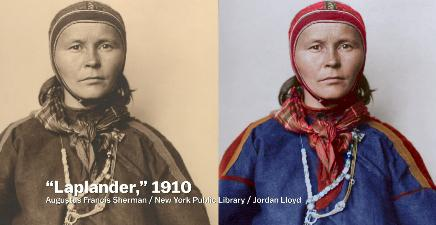 “Laplander,” 1910
Augustus Francis Sherman / New York Public Library / Jordan Lloyd